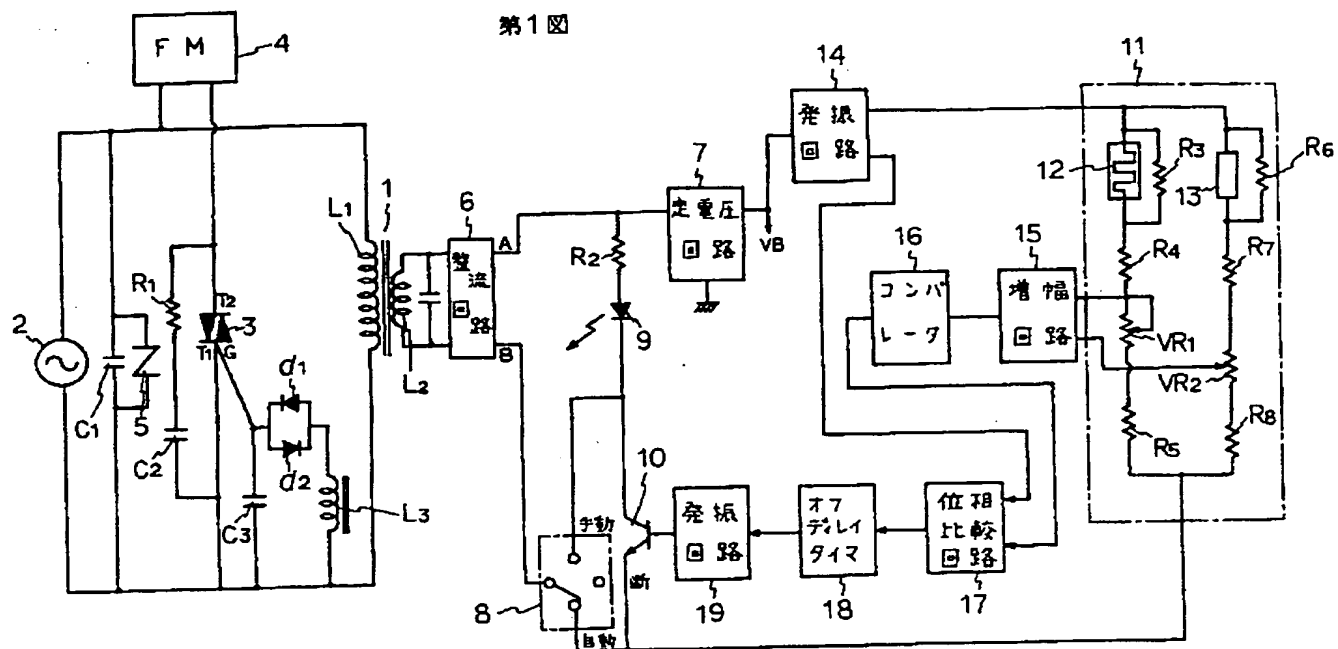 第1図
FM
4
14
発振
回路
11
12
R3
13
R6
7
定電圧
回路
VB
L1
1
6
整
流
回
路
A
B
L2
R2
9
16
コンパ
レータ
15
増幅
回路
R4
R7
VR1
VR2
R5
R8
2
C1
5
R1
C2
T2
3
T1
G
d1
d2
C3
L3
手動
断
自動
8
10
発振
回路
19
オフ
ディレイ
タイマ
18
位相
比較
回路
17